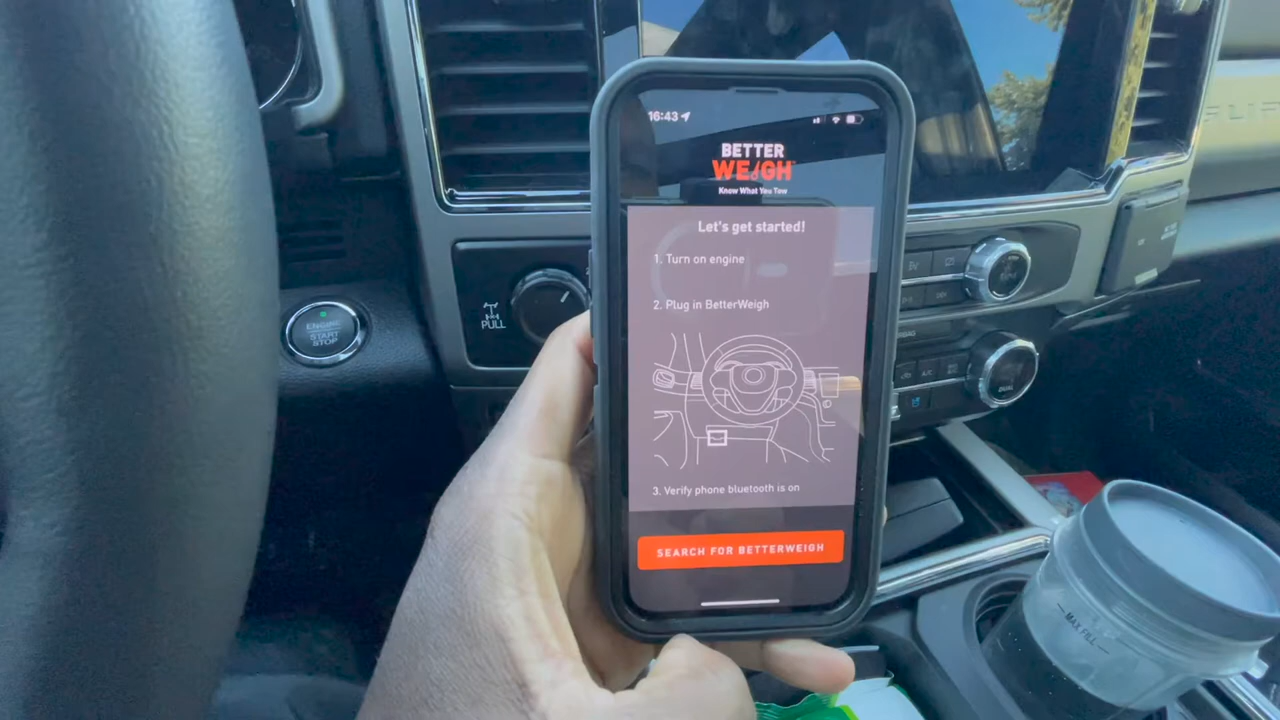 16:43
BETTER
WEIGH
Know What You Tow
Let's get started!
1. Turn on engine
2. Plug in BetterWeigh
3. Verify phone bluetooth is on
SEARCH FOR BETTERWEIGH
ENGINE
START
STOP
PULL
A/C
DUAL
MAX FILL